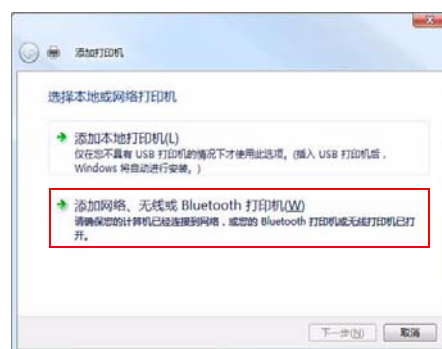 添加打印机
选择本地或网络打印机
添加本地打印机(L)
仅在您不具有 USB 打印机的情况下才使用此选项。(插入 USB 打印机后，
Windows 将自动进行安装。)
添加网络、无线或 Bluetooth 打印机(W)
请确保您的计算机已经连接到网络，或您的 Bluetooth 打印机或无线打印机已打
开。
下一步(N)
取消